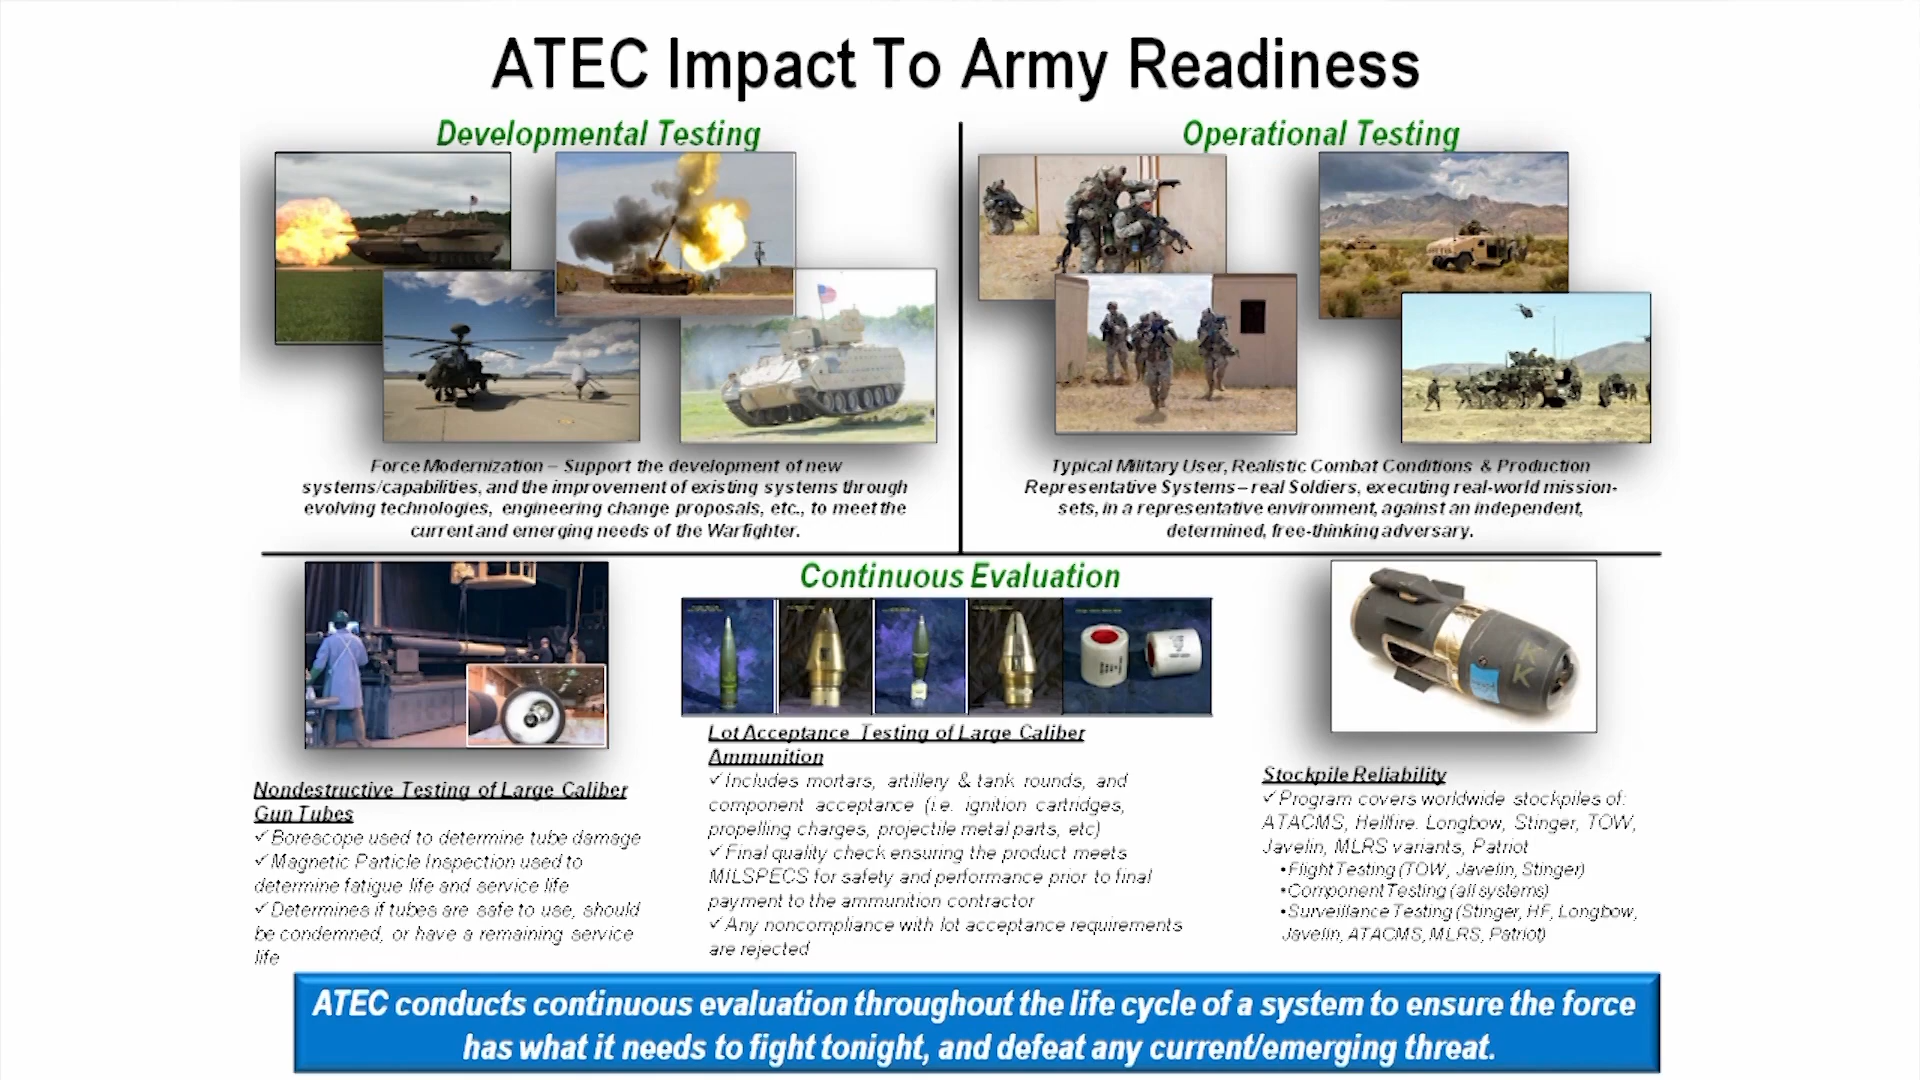 ATEC Impact To Army Readiness
Developmental Testing
Force Modernization – Support the development of new
systems/capabilities, and the improvement of existing systems through
evolving technologies, engineering change proposals, etc., to meet the
current and emerging needs of the Warfighter.
Operational Testing
Typical Military User, Realistic Combat Conditions & Production
Representative Systems – real Soldiers, executing real-world mission-
sets, in a representative environment, against an independent,
determined, free-thinking adversary.
Continuous Evaluation
Nondestructive Testing of Large Caliber
Gun Tubes
✓ Borescope used to determine tube damage
✓ Magnetic Particle Inspection used to
determine fatigue life and service life
✓ Determines if tubes are safe to use, should
be condemned, or have a remaining service
life
Lot Acceptance Testing of Large Caliber
Ammunition
✓ Includes mortars, artillery & tank rounds, and
component acceptance (i.e. ignition cartridges,
propelling charges, projectile metal parts, etc)
✓ Final quality check ensuring the product meets
MILSPECS for safety and performance prior to final
payment to the ammunition contractor
✓ Any noncompliance with lot acceptance requirements
are rejected
KK
Stockpile Reliability
✓ Program covers worldwide stockpiles of:
ATACMS, Hellfire. Longbow, Stinger, TOW,
Javelin, MLRS variants, Patriot
•Flight Testing (TOW, Javelin, Stinger)
•Component Testing (all systems)
•Surveillance Testing (Stinger, HF, Longbow,
Javelin, ATACMS, MLRS, Patriot)
ATEC conducts continuous evaluation throughout the life cycle of a system to ensure the force
has what it needs to fight tonight, and defeat any current/emerging threat.